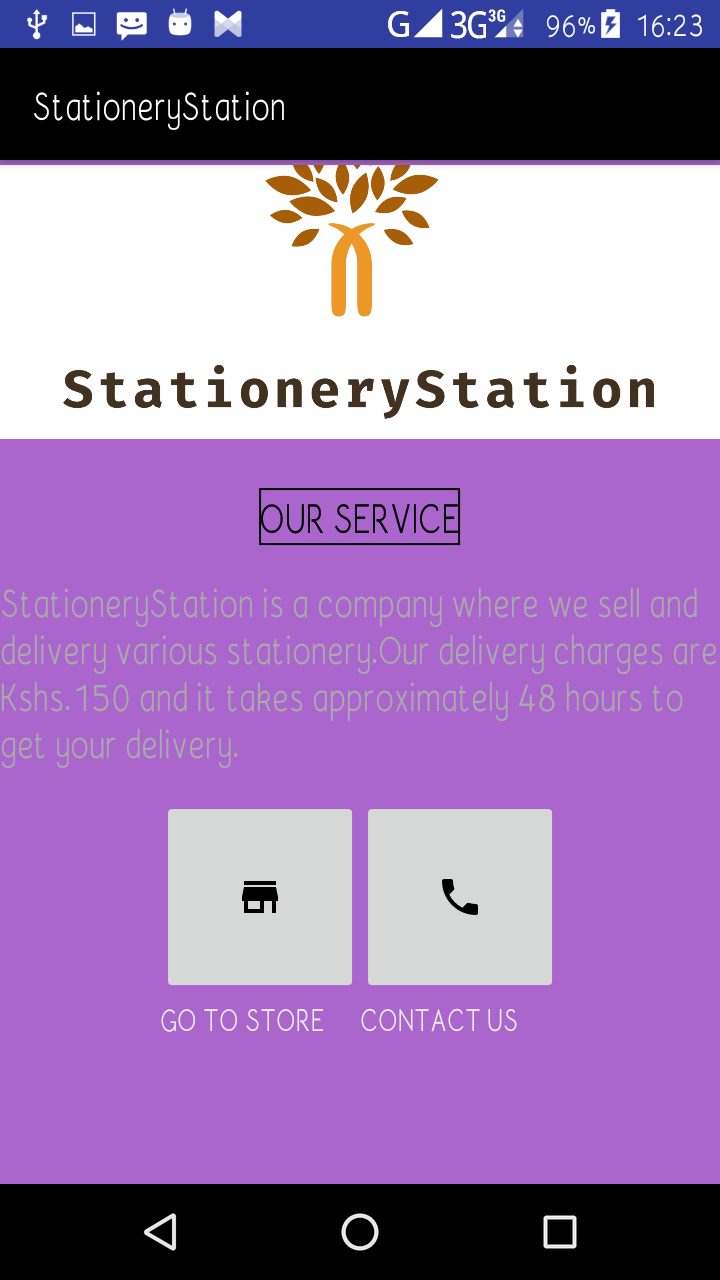 G 3G 3G 96% 16:23
StationeryStation
StationeryStation
OUR SERVICE
StationeryStation is a company where we sell and
delivery various stationery.Our delivery charges are
Kshs.150 and it takes approximately 48 hours to
get your delivery.
GO TO STORE CONTACT US